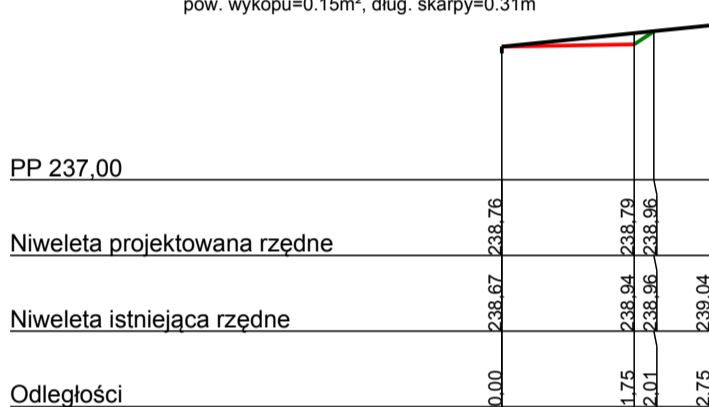 pow. wykopu=0.15m², dług. skarpy=0.31m
PP 237,00
Niweleta projektowana rzędne 238,76 238,79 238,96
Niweleta istniejąca rzędne 238,67 238,94 238,96 239,04
Odległości 0,00 1,75 2,01 2,75